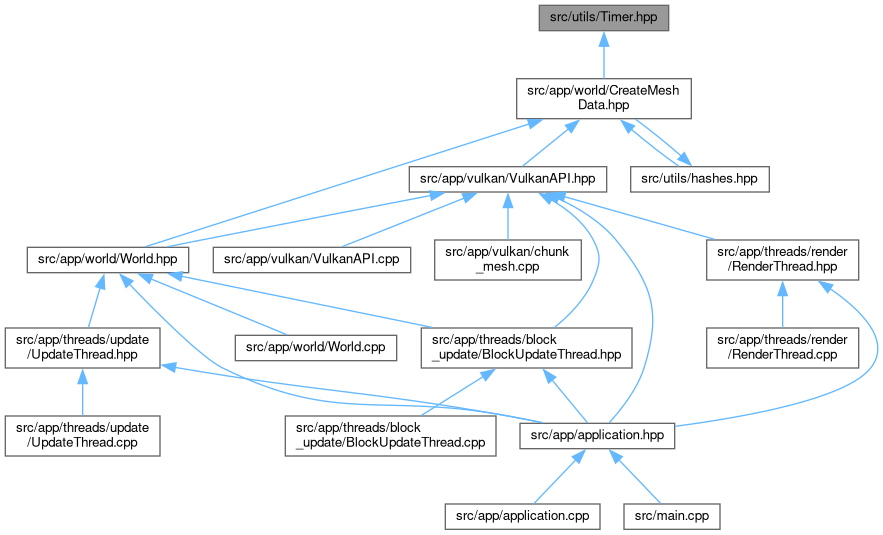 src/utils/Timer.hpp
src/app/world/CreateMesh
Data.hpp
src/app/vulkan/VulkanAPI.hpp
src/utils/hashes.hpp
src/app/world/World.hpp
src/app/vulkan/VulkanAPI.cpp
src/app/vulkan/chunk
_mesh.cpp
src/app/threads/render
/RenderThread.hpp
src/app/threads/update
/UpdateThread.hpp
src/app/world/World.cpp
src/app/threads/block
_update/BlockUpdateThread.hpp
src/app/threads/render
/RenderThread.cpp
src/app/threads/update
/UpdateThread.cpp
src/app/threads/block
_update/BlockUpdateThread.cpp
src/app/application.hpp
src/app/application.cpp
src/main.cpp